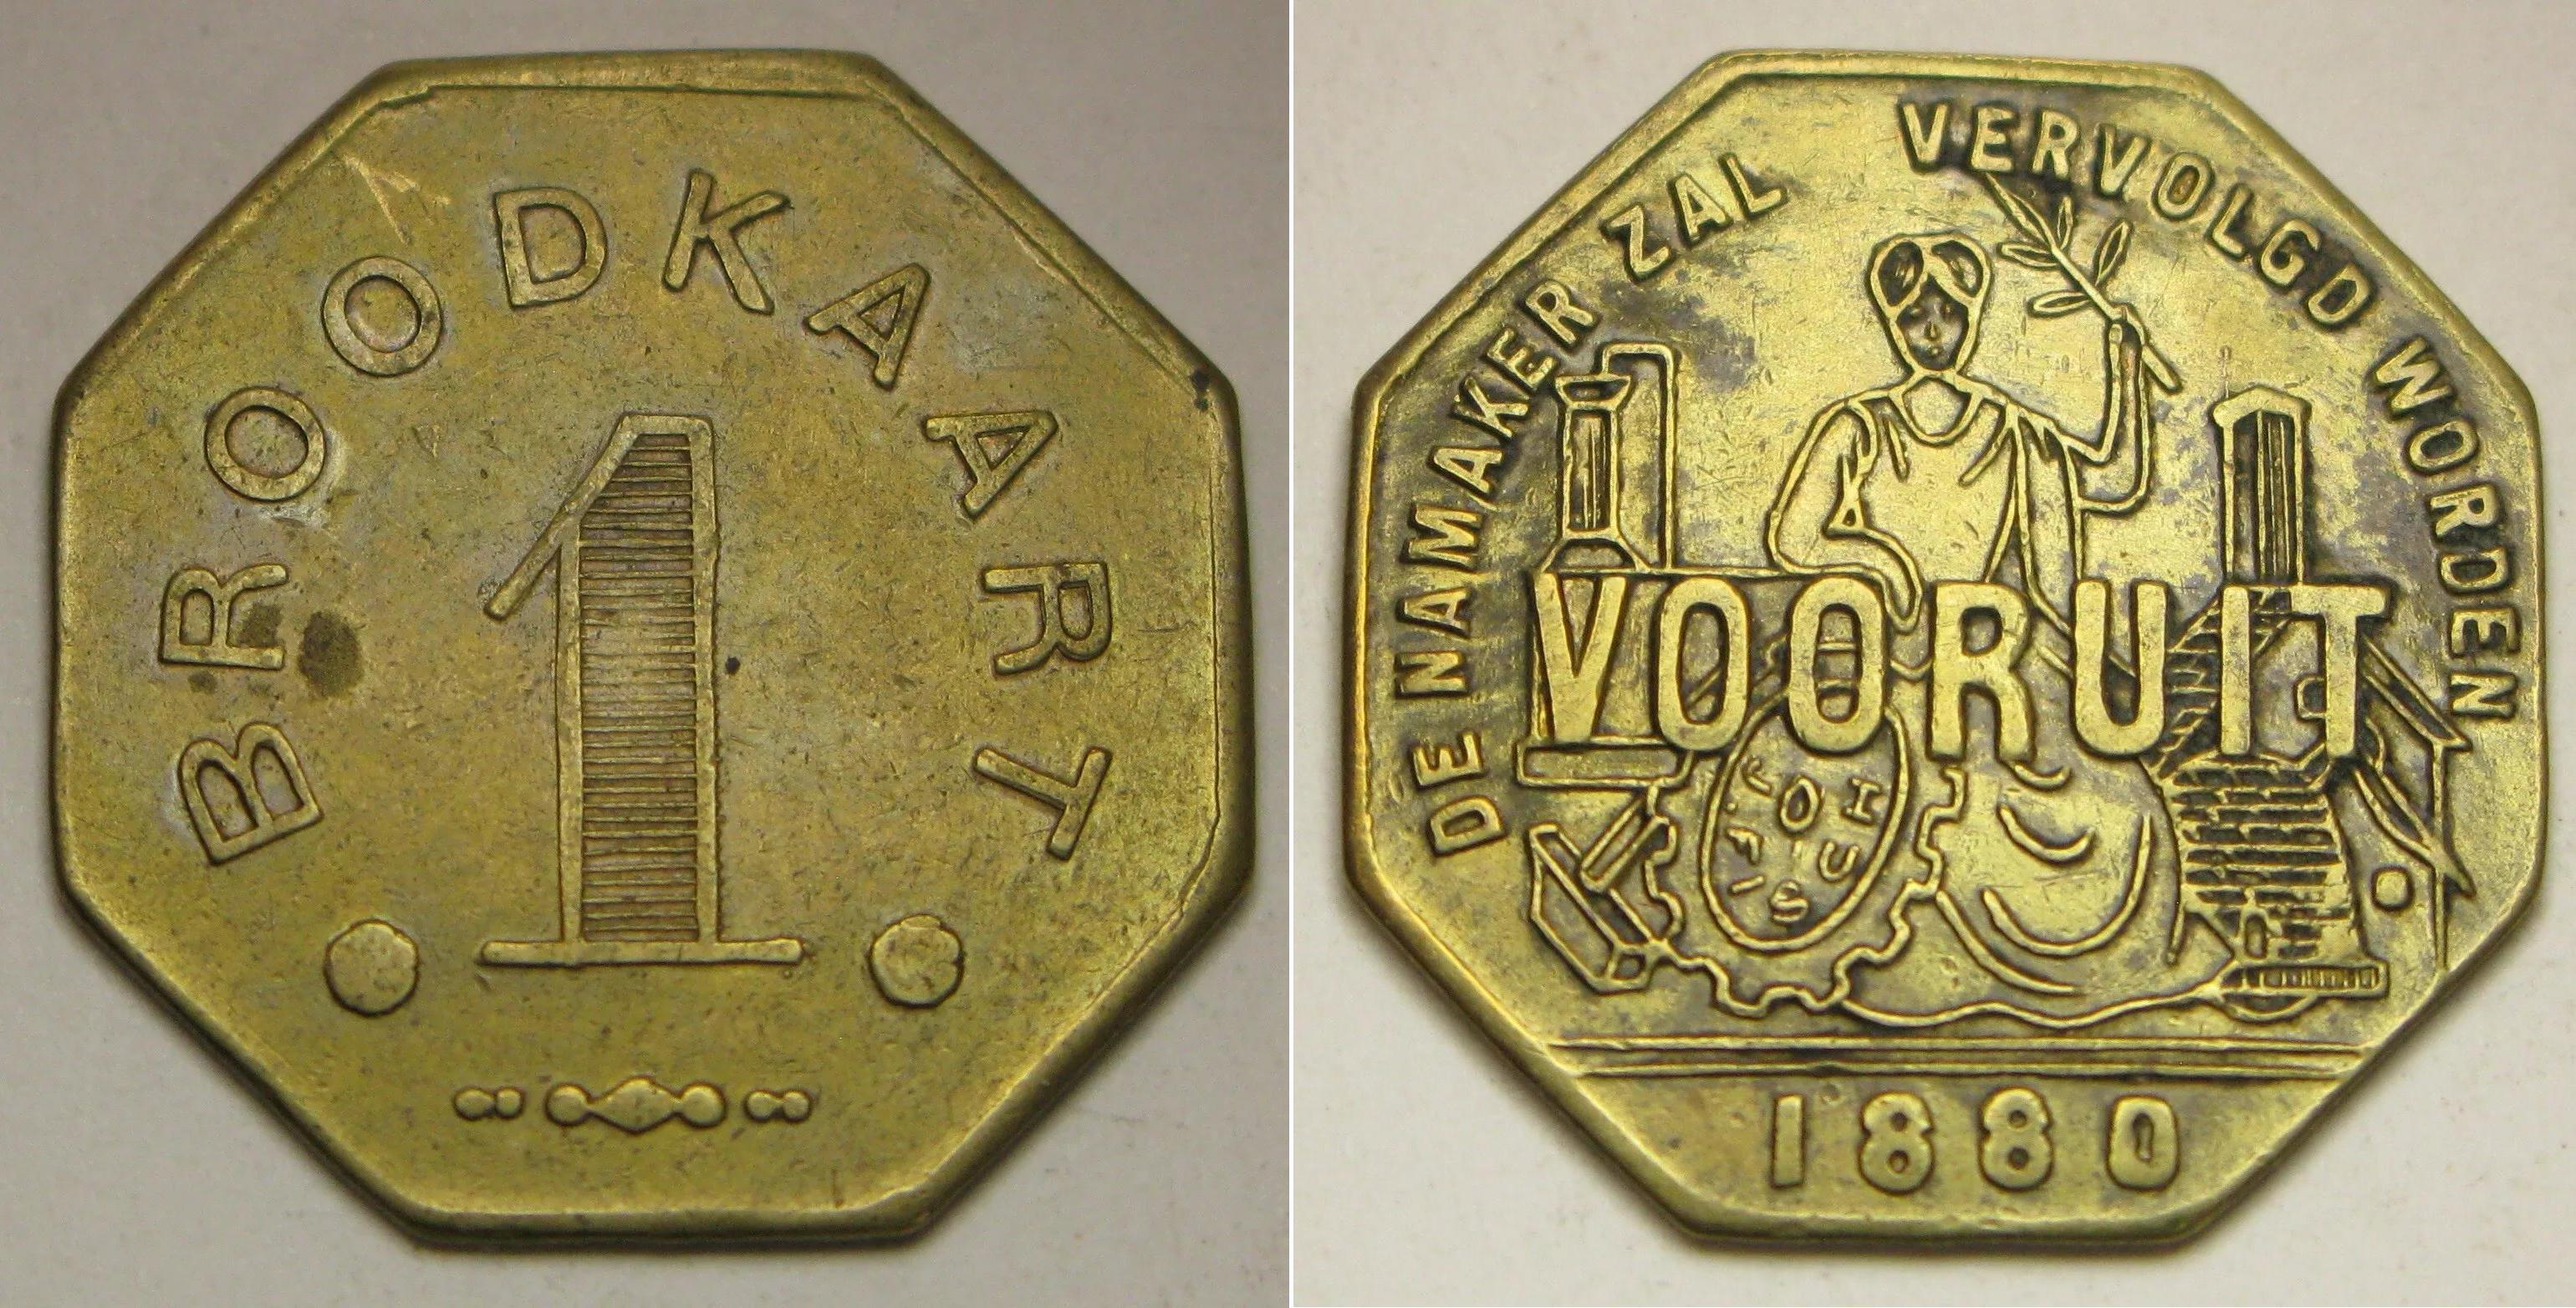 BROODKAART
1
DE NAMAKER ZAL VERVOLGD WORDEN
VOORUIT
1880